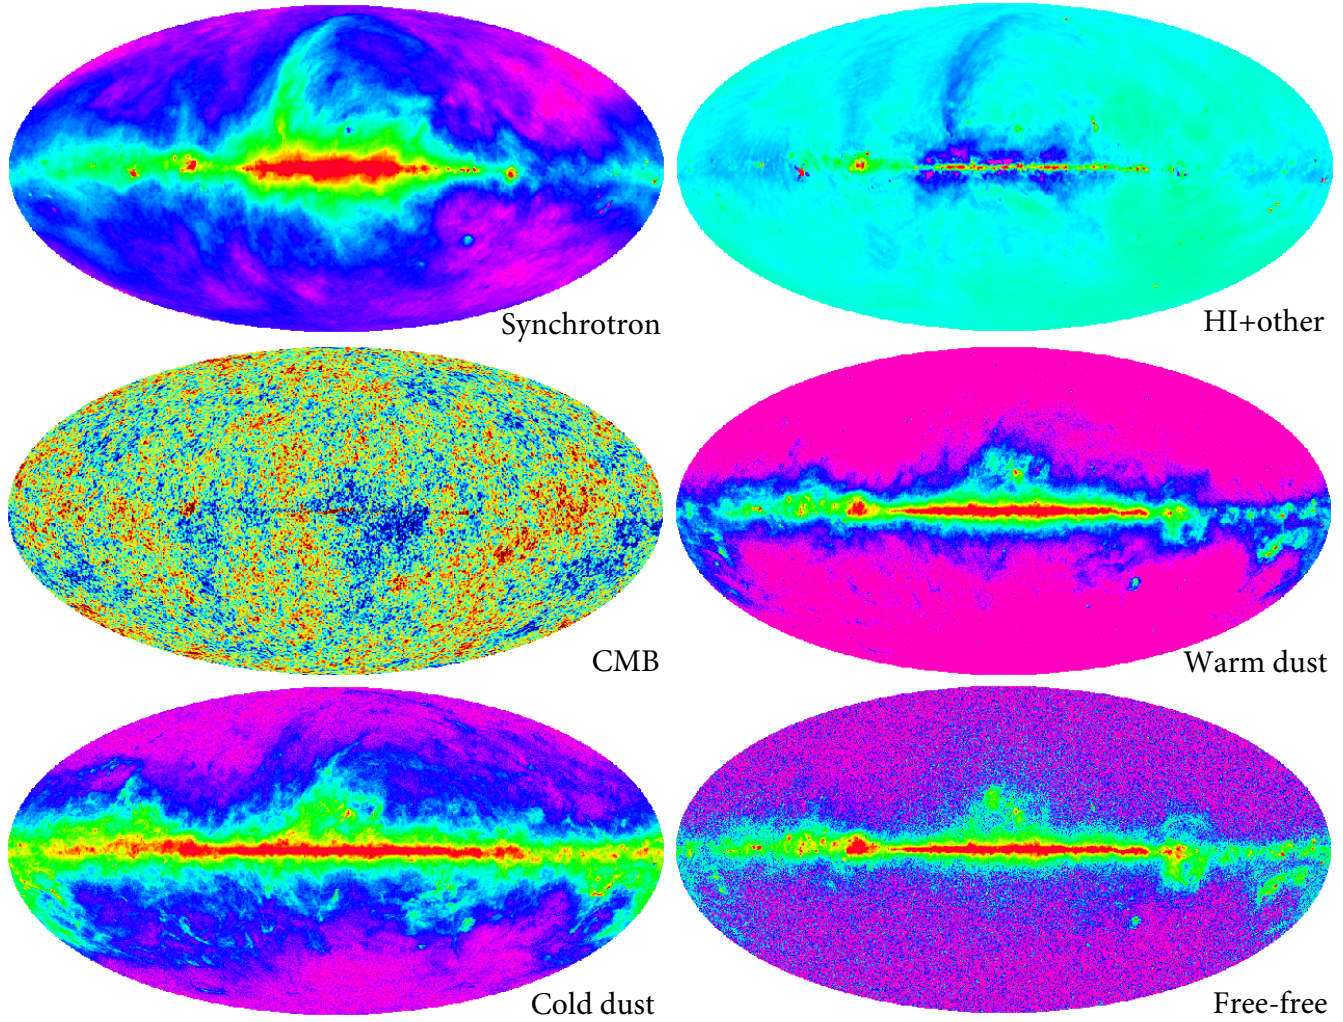 Synchrotron
HI+other
CMB
Warm dust
Cold dust
Free-free